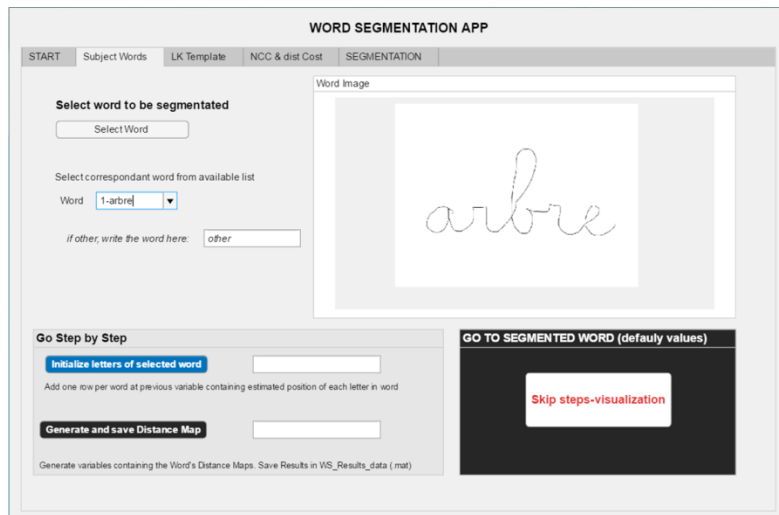 WORD SEGMENTATION APP
START Subject Words LK Template NCC & dist Cost SEGMENTATION
Select word to be segmentated
Select Word
Select correspondant word from available list
Word 1-arbre
if other, write the word here: other
Word Image
arbre
Go Step by Step
Initialize letters of selected word
Add one row per word at previous variable containing estimated position of each letter in word
Generate and save Distance Map
Generate variables containing the Word's Distance Maps. Save Results in WS_Results_data (.mat)
GO TO SEGMENTED WORD (defauly values)
Skip steps-visualization